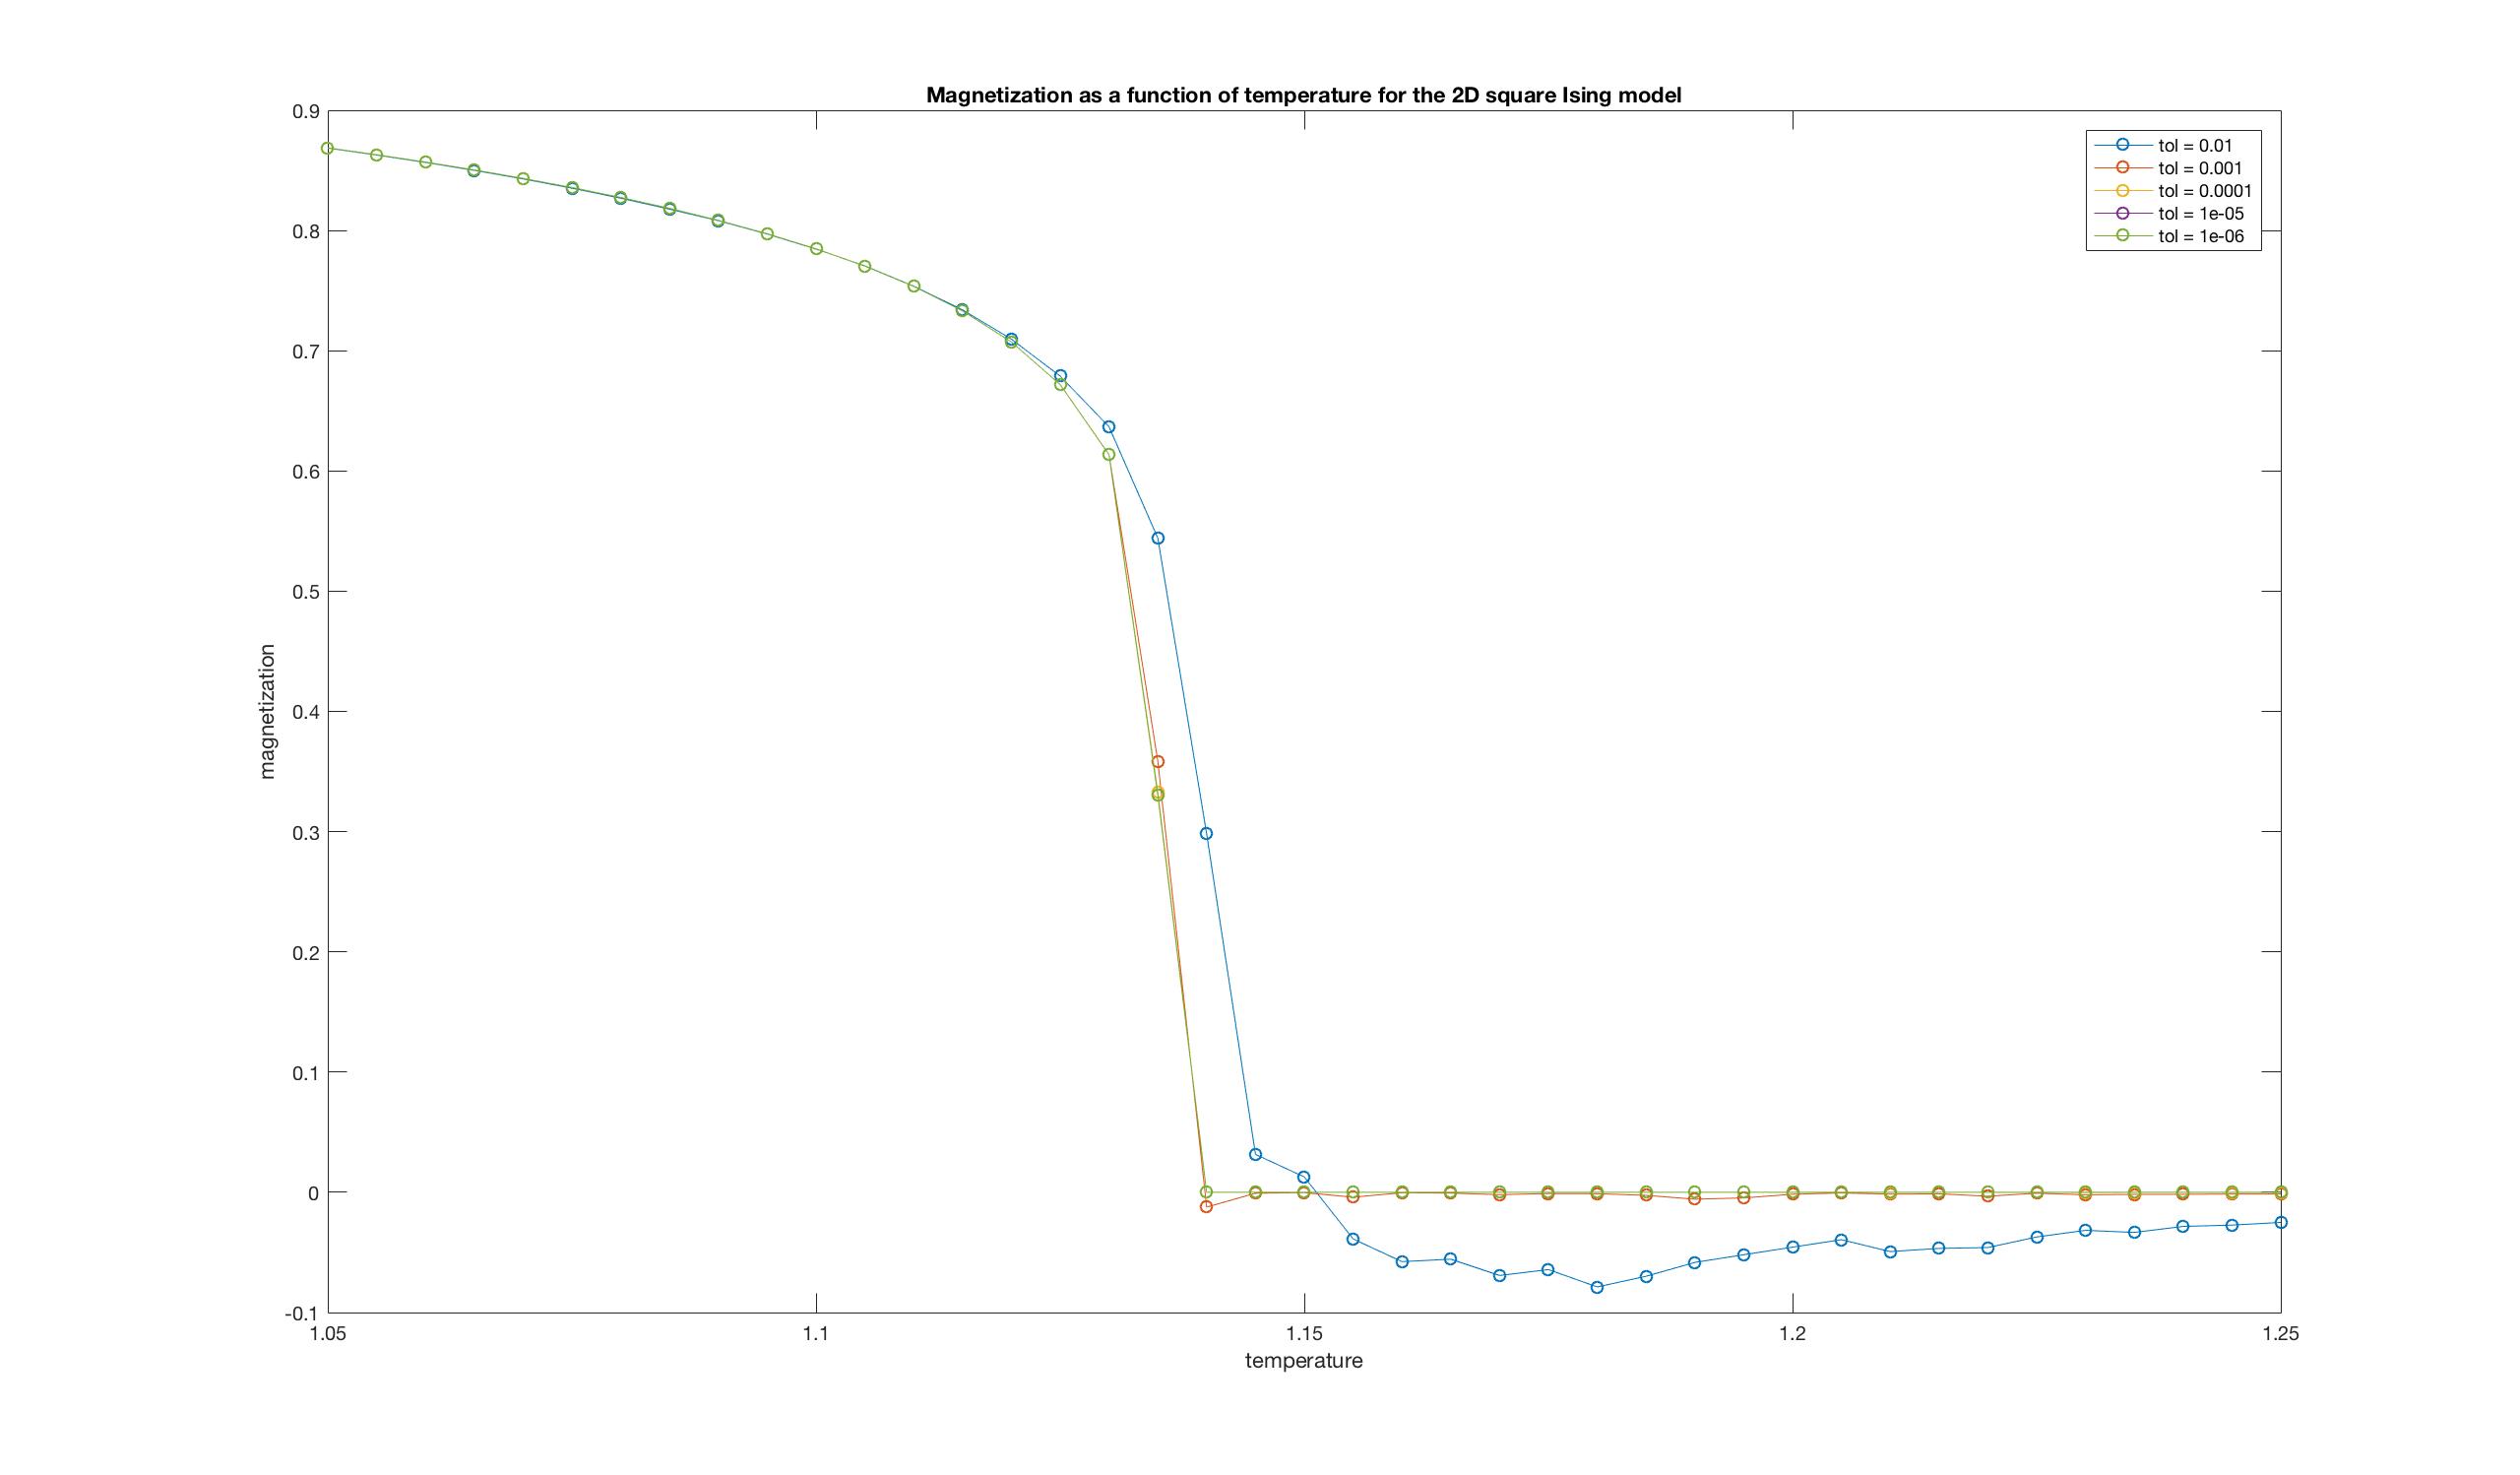 Magnetization as a function of temperature for the 2D square Ising model
0.9
0.8
0.7
0.6
0.5
0.4
0.3
0.2
0.1
0
-0.1
magnetization
tol = 0.01
tol = 0.001
tol = 0.0001
tol = 1e-05
tol = 1e-06
1.05
1.1
1.15
1.2
1.25
temperature